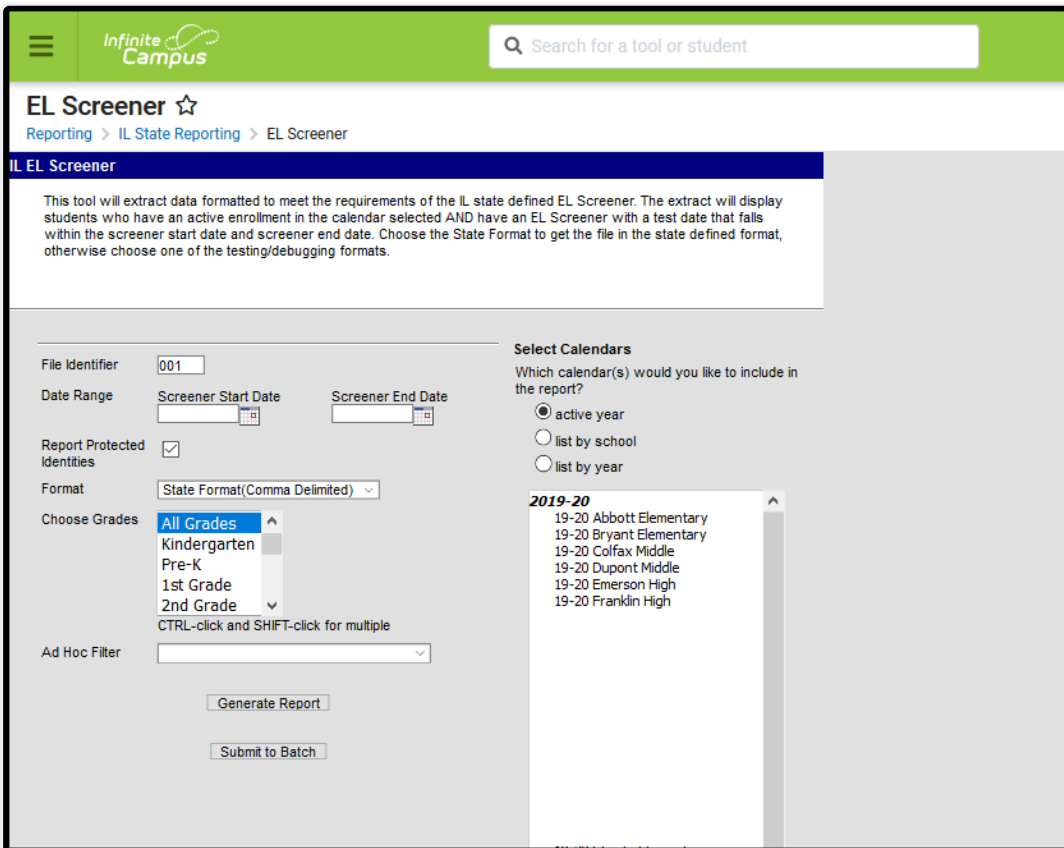 Infinite
Campus
Search for a tool or student
EL Screener
Reporting > IL State Reporting > EL Screener
IL EL Screener
This tool will extract data formatted to meet the requirements of the IL state defined EL Screener. The extract will display
students who have an active enrollment in the calendar selected AND have an EL Screener with a test date that falls
within the screener start date and screener end date. Choose the State Format to get the file in the state defined format,
otherwise choose one of the testing/debugging formats.
File Identifier 001
Date Range Screener Start Date Screener End Date
Report Protected
Identities
Format State Format(Comma Delimited)
Choose Grades All Grades
Kindergarten
Pre-K
1st Grade
2nd Grade
CTRL-click and SHIFT-click for multiple
Ad Hoc Filter
Generate Report
Submit to Batch
Select Calendars
Which calendar(s) would you like to include in
the report?
active year
list by school
list by year
2019-20
19-20 Abbott Elementary
19-20 Bryant Elementary
19-20 Colfax Middle
19-20 Dupont Middle
19-20 Emerson High
19-20 Franklin High